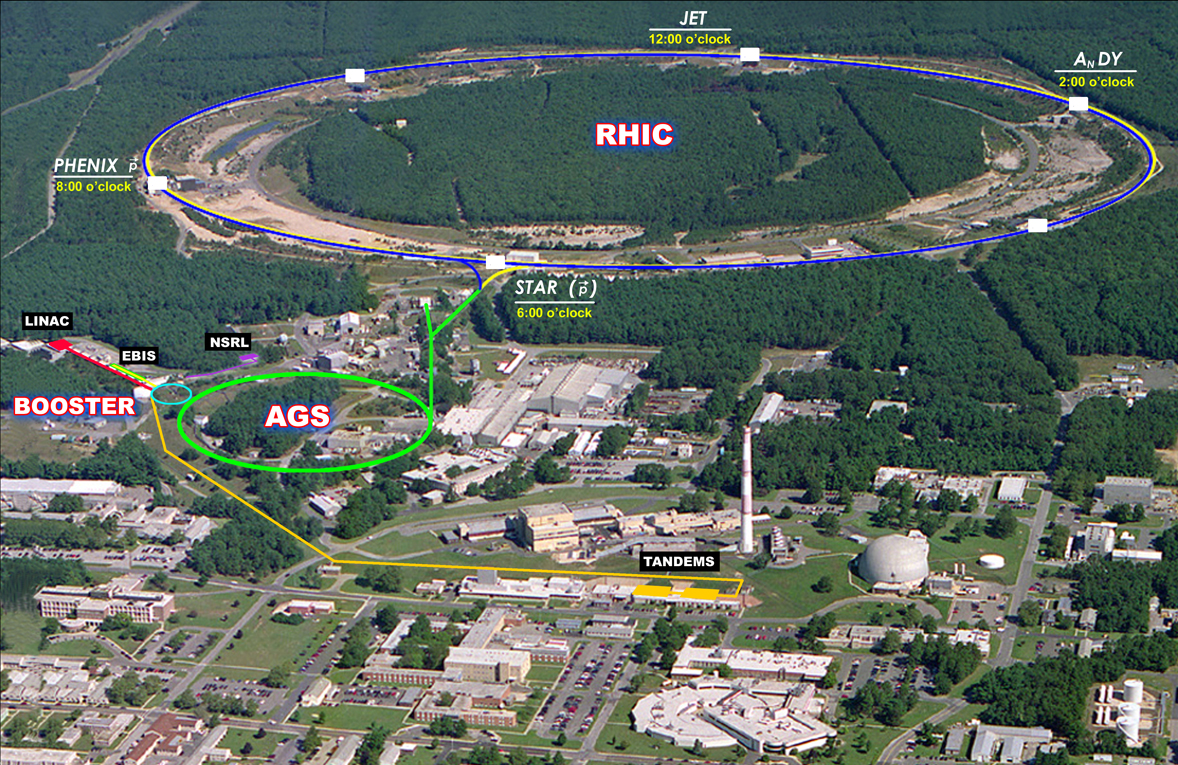 JET
12:00 o'clock
A_N DY
2:00 o'clock
RHIC
PHENIX p⃗
8:00 o'clock
STAR (p⃗)
6:00 o'clock
LINAC
EBIS
NSRL
BOOSTER
AGS
TANDEMS